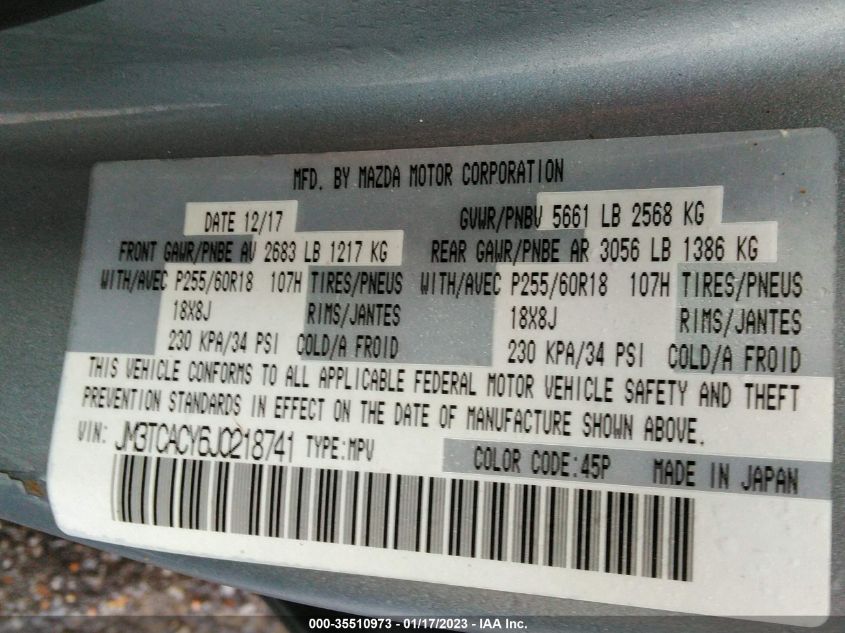 MFD. BY MAZDA MOTOR CORPORATION
DATE 12/17 GVWR/PNBV 5661 LB 2568 KG
FRONT GAWR/PNBE AV 2683 LB 1217 KG REAR GAWR/PNBE AR 3056 LB 1386 KG
WITH/AVEC P255/60R18 107H TIRES/PNEUS WITH/AVEC P255/60R18 107H TIRES/PNEUS
18X8J RIMS/JANTES 18X8J RIMS/JANTES
230 KPA/34 PSI COLD/A FROID 230 KPA/34 PSI COLD/A FROID
THIS VEHICLE CONFORMS TO ALL APPLICABLE FEDERAL MOTOR VEHICLE SAFETY AND THEFT
PREVENTION STANDARDS IN EFFECT ON THE DATE OF MANUFACTURE SHOWN ABOVE.
VIN: JM3TCACY6J0218741 TYPE:MPV COLOR CODE:45P MADE IN JAPAN
000-35510973 - 01/17/2023 - IAA Inc.